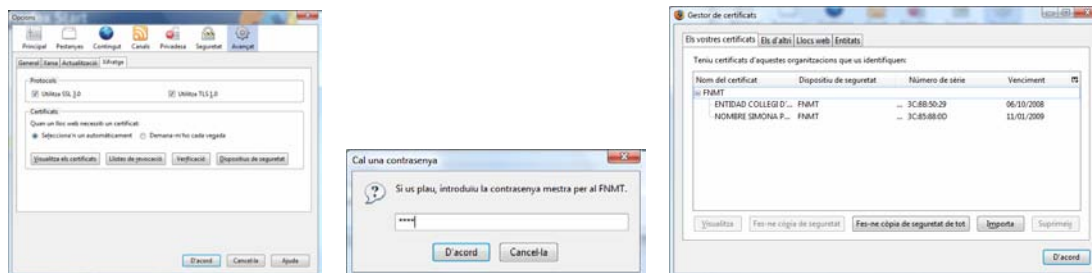 Opcions
Principal Pestanyes Contingut Canals Privadesa Seguretat Avançat
General Xarxa Actualització Xifratge
Protocols
Utilitza SSL 3.0 Utilitza TLS 1.0
Certificats
Quan un lloc web necessiti un certificat:
Selecciona'n un automàticament Demana-m'ho cada vegada
Visualitza els certificats Llistes de revocació Verificació Dispositius de seguretat
D'acord Cancel·la Ajuda
Cal una contrasenya
Si us plau, introduïu la contrasenya mestra per al FNMT.
****
D'acord Cancel·la
Gestor de certificats
Els vostres certificats Els d'altri Llocs web Entitats
Teniu certificats d'aquestes organitzacions que us identifiquen:
Nom del certificat Dispositiu de seguretat Número de sèrie Venciment
FNMT
ENTIDAD COLLEGI D'... FNMT ... 3C:8B:50:29 06/10/2008
NOMBRE SIMONA P... FNMT ... 3C:85:88:0D 11/01/2009
Visualitza Fes-ne còpia de seguretat Fes-ne còpia de seguretat de tot Importa Suprimeix
D'acord